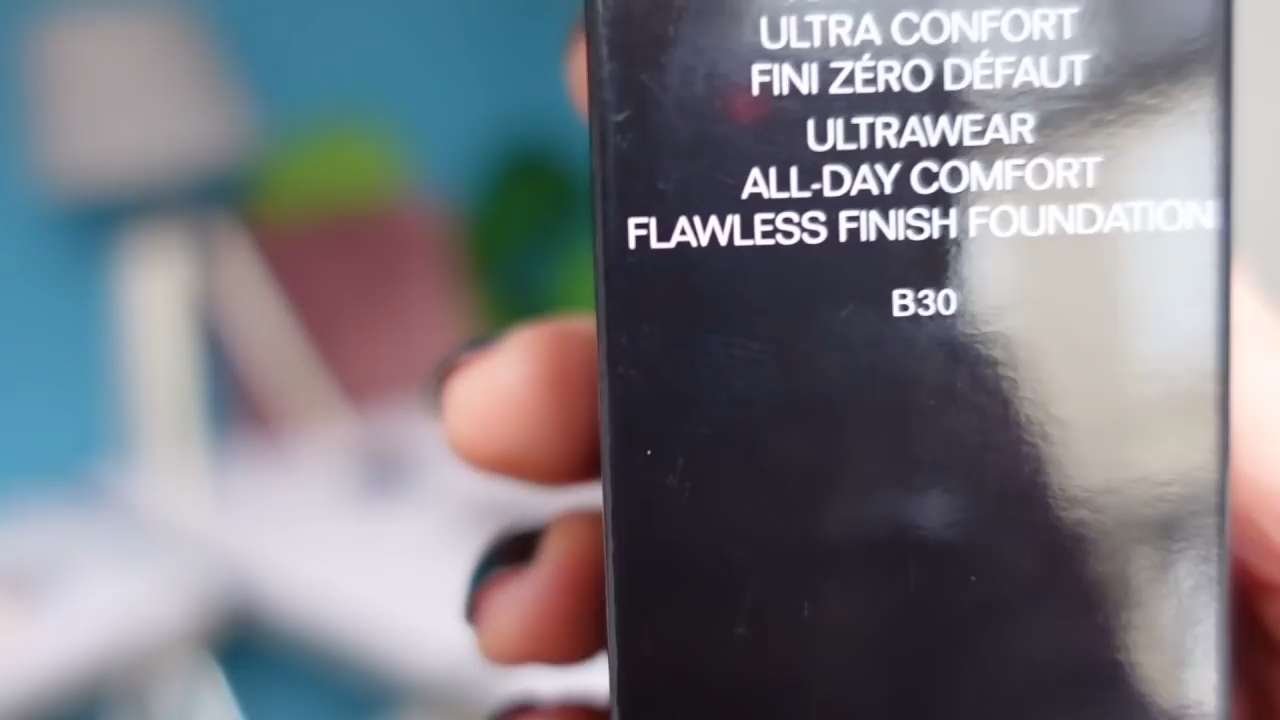 ULTRA CONFORT
FINI ZÉRO DÉFAUT
ULTRAWEAR
ALL-DAY COMFORT
FLAWLESS FINISH FOUNDATION
B30